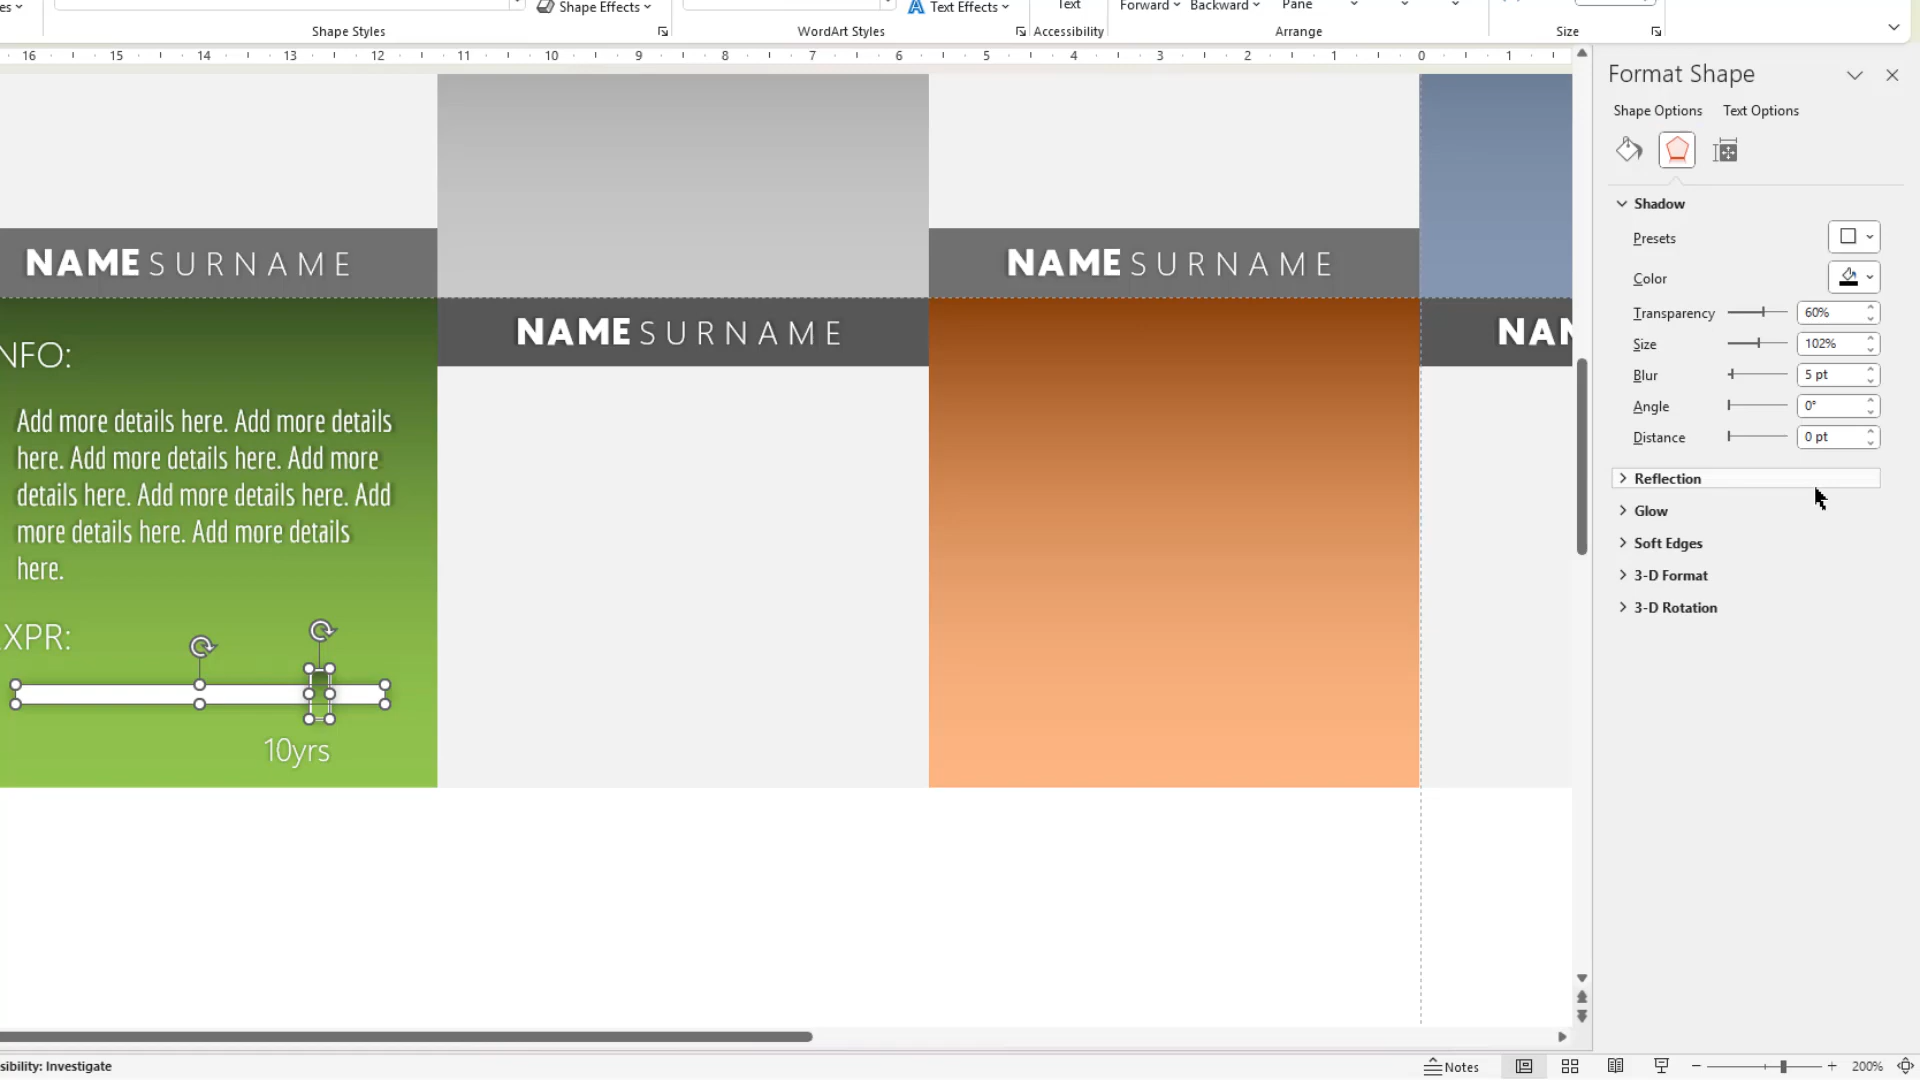 es
Shape Effects
Text Effects
Text
Forward
Backward
Pane
Shape Styles
WordArt Styles
Accessibility
Arrange
Size
16 15 14 13 12 11 10 9 8 7 6 5 4 3 2 1 0 1
NAME SURNAME
NAME SURNAME
NAME SURNAME
NAM
NFO:
Add more details here. Add more details
here. Add more details here. Add more
details here. Add more details here. Add
more details here. Add more details
here.
XPR:
10yrs
Format Shape
Shape Options
Text Options
Shadow
Presets
Color
Transparency 60%
Size 102%
Blur 5 pt
Angle 0°
Distance 0 pt
Reflection
Glow
Soft Edges
3-D Format
3-D Rotation
sibility: Investigate
Notes
200%